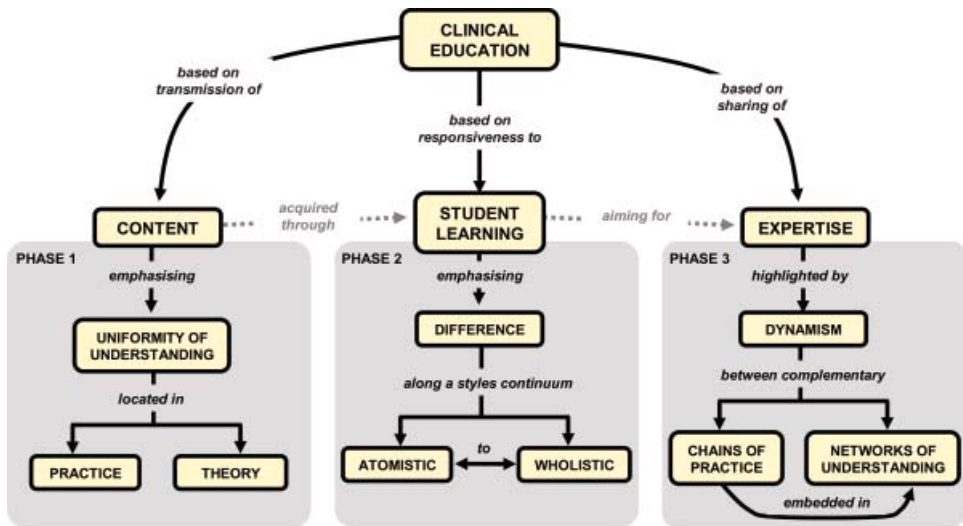 CLINICAL
EDUCATION
based on
transmission of
based on
responsiveness to
based on
sharing of
CONTENT
acquired
through
STUDENT
LEARNING
aiming for
EXPERTISE
PHASE 1
emphasising
UNIFORMITY OF
UNDERSTANDING
located in
PRACTICE
THEORY
PHASE 2
emphasising
DIFFERENCE
along a styles continuum
ATOMISTIC
to
WHOLISTIC
PHASE 3
highlighted by
DYNAMISM
between complementary
CHAINS OF
PRACTICE
NETWORKS OF
UNDERSTANDING
embedded in